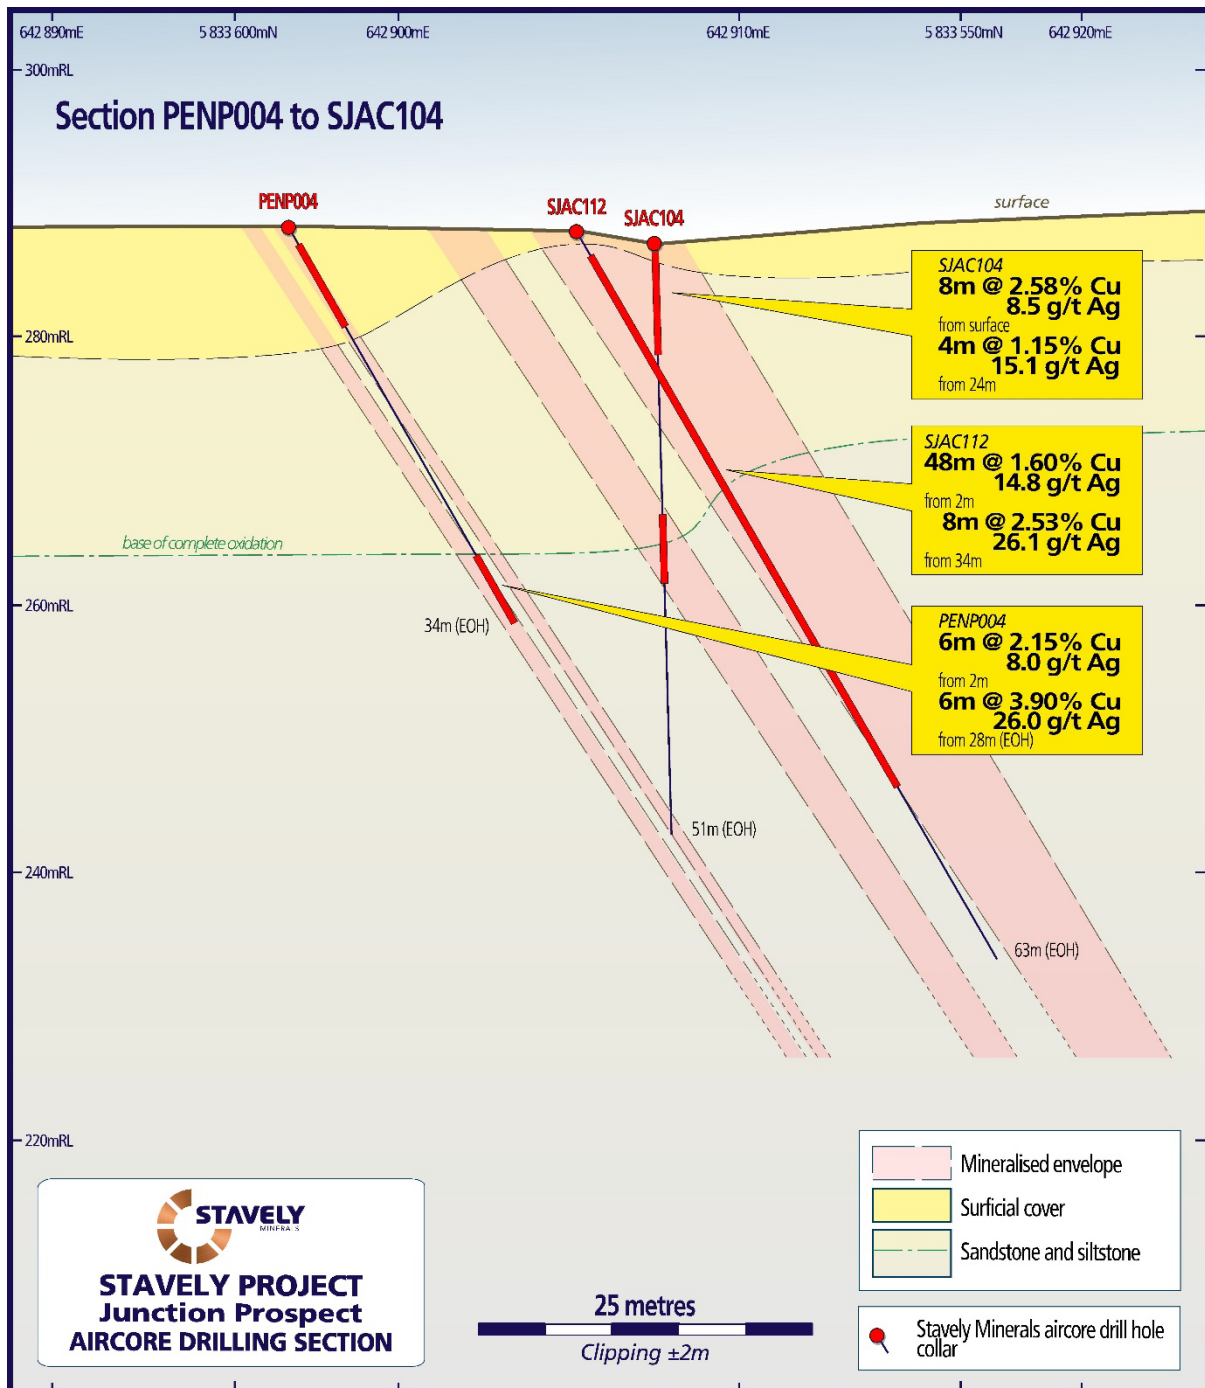 642 890mE 5 833 600mN 642 900mE 642 910mE 5 833 550mN 642 920mE
300mRL
Section PENP004 to SJAC104
PENP004
SJAC112
SJAC104
surface
SJAC104
8m @ 2.58% Cu
8.5 g/t Ag
from surface
4m @ 1.15% Cu
15.1 g/t Ag
from 24m
280mRL
SJAC112
48m @ 1.60% Cu
14.8 g/t Ag
from 2m
8m @ 2.53% Cu
26.1 g/t Ag
from 34m
base of complete oxidation
260mRL
34m (EOH)
PENP004
6m @ 2.15% Cu
8.0 g/t Ag
from 2m
6m @ 3.90% Cu
26.0 g/t Ag
from 28m (EOH)
51m (EOH)
240mRL
63m (EOH)
220mRL
Mineralised envelope
Surficial cover
Sandstone and siltstone
STAVELY
MINERALS
STAVELY PROJECT
Junction Prospect
AIRCORE DRILLING SECTION
25 metres
Clipping ±2m
Stavely Minerals aircore drill hole
collar